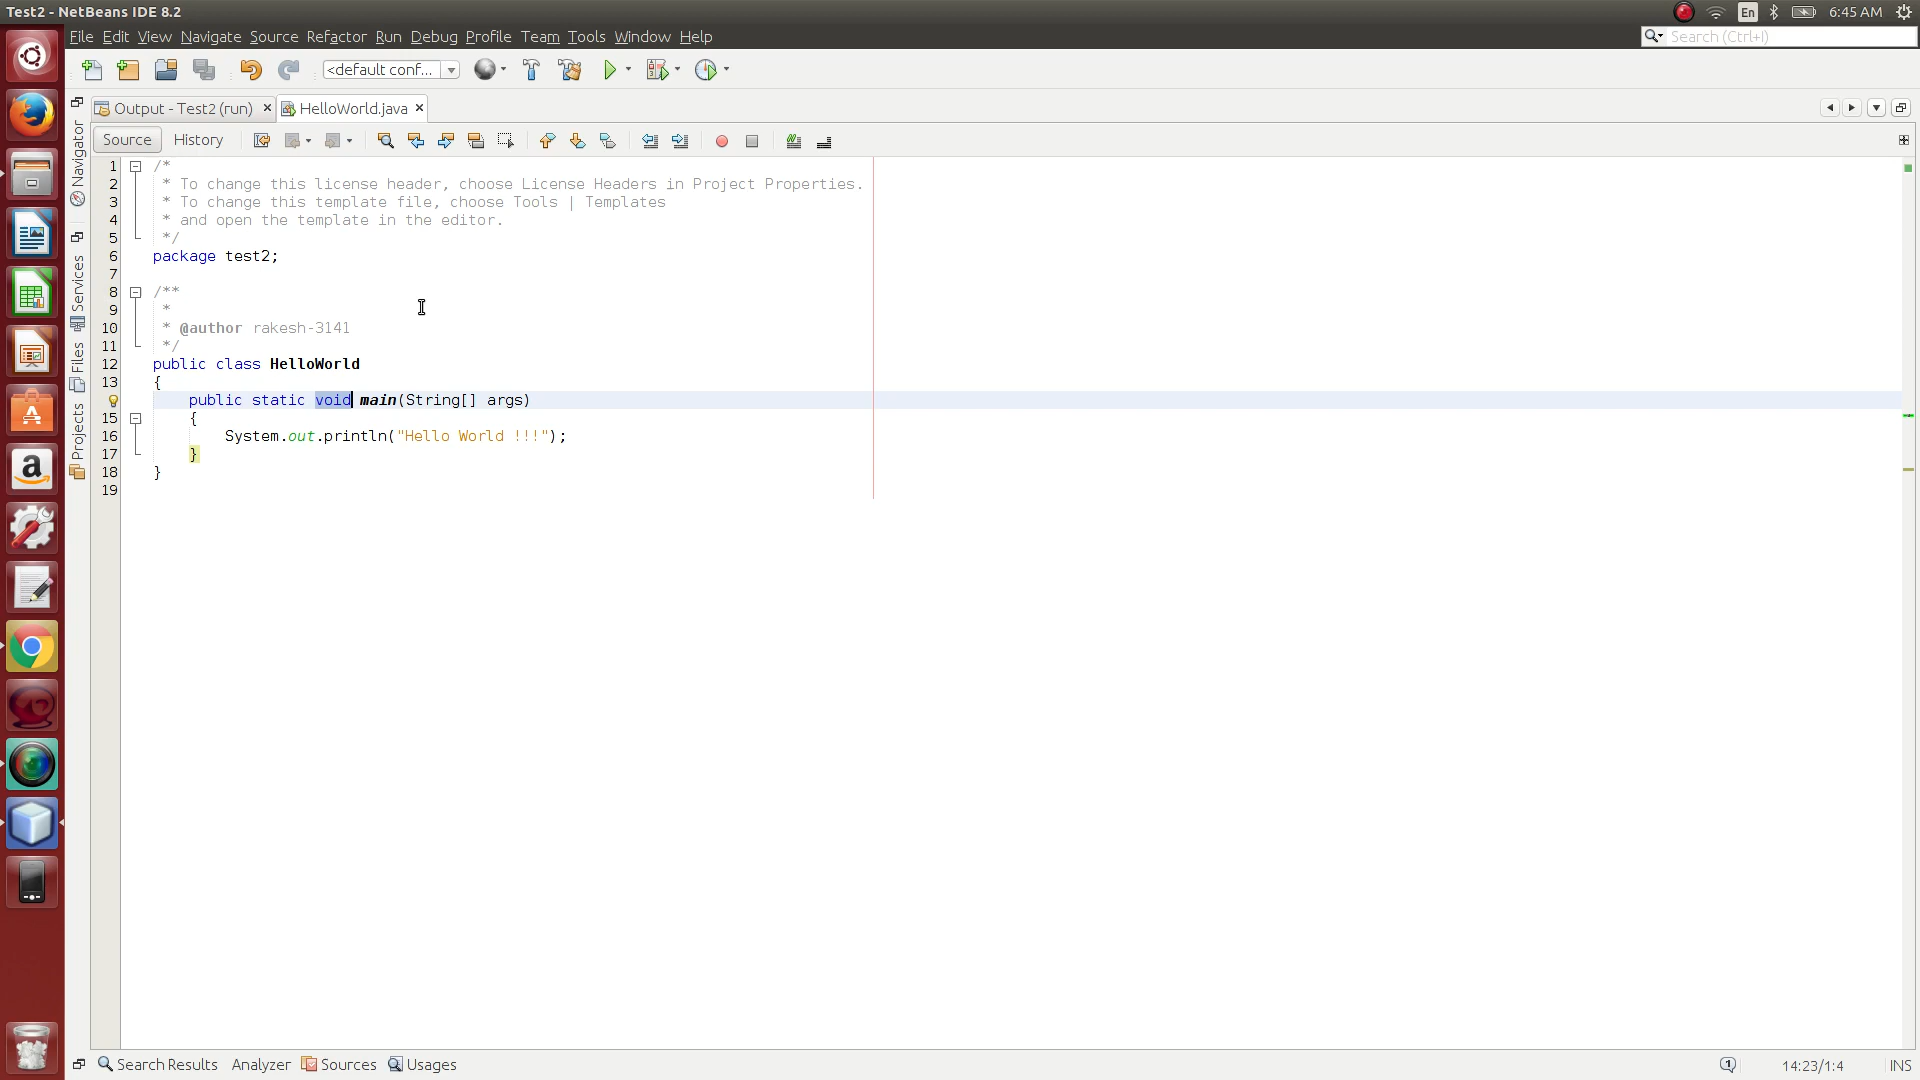 Test2 - NetBeans IDE 8.2
En
6:45 AM
File Edit View Navigate Source Refactor Run Debug Profile Team Tools Window Help
Search (Ctrl+I)
<default conf...
Output - Test2 (run)
HelloWorld.java
Source History
Navigator
Services
Files
Projects
1 /*
2 * To change this license header, choose License Headers in Project Properties.
3 * To change this template file, choose Tools | Templates
4 * and open the template in the editor.
5 */
6 package test2;
7
8 /**
9 *
10 * @author rakesh-3141
11 */
12 public class HelloWorld
13 {
public static void main(String[] args)
15 {
16 System.out.println("Hello World !!!");
17 }
18 }
19
Search Results Analyzer Sources Usages
1
14:23/1:4
INS